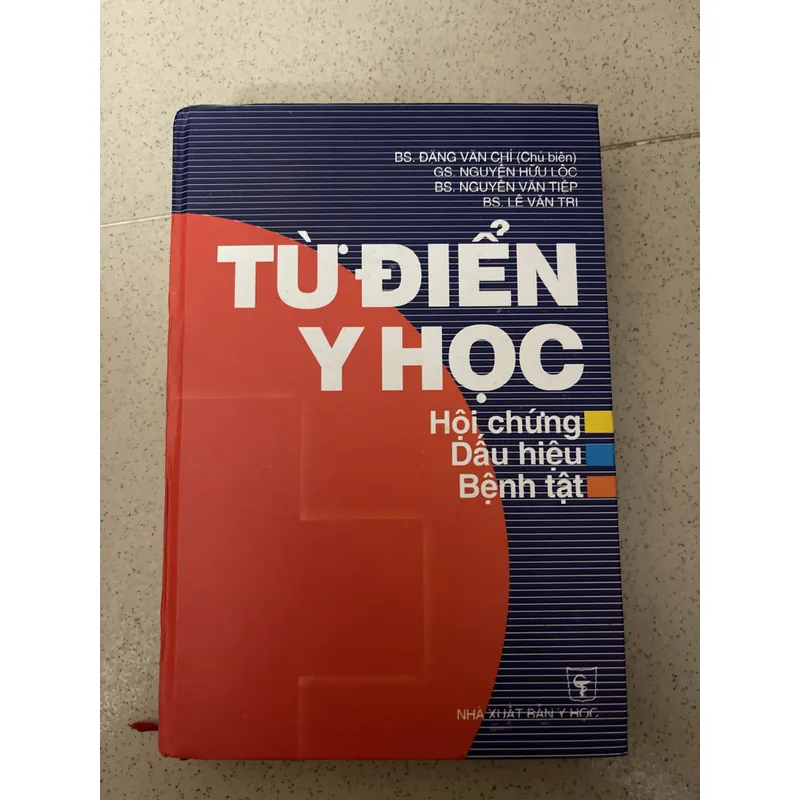 BS. ĐẶNG VĂN CHÍ (Chủ biên)
GS. NGUYỄN HỮU LỘC
BS. NGUYỄN VĂN TIỆP
BS. LÊ VĂN TRI
TỪ ĐIỂN
Y HỌC
Hội chứng
Dấu hiệu
Bệnh tật
NHÀ XUẤT BẢN Y HỌC